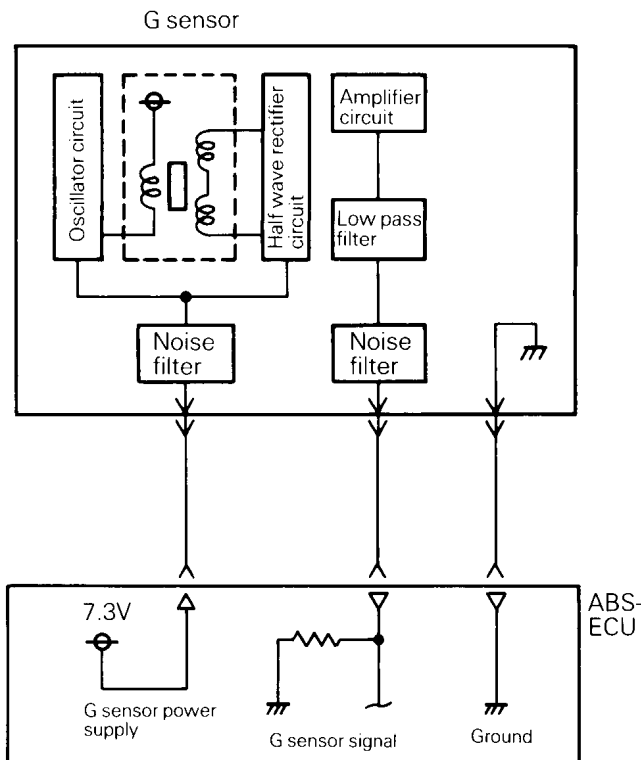 G sensor
Oscillator circuit
Half wave rectifier
circuit
Amplifier
circuit
Low pass
filter
Noise
filter
Noise
filter
7.3V
ABS-
ECU
G sensor power
supply
G sensor signal
Ground